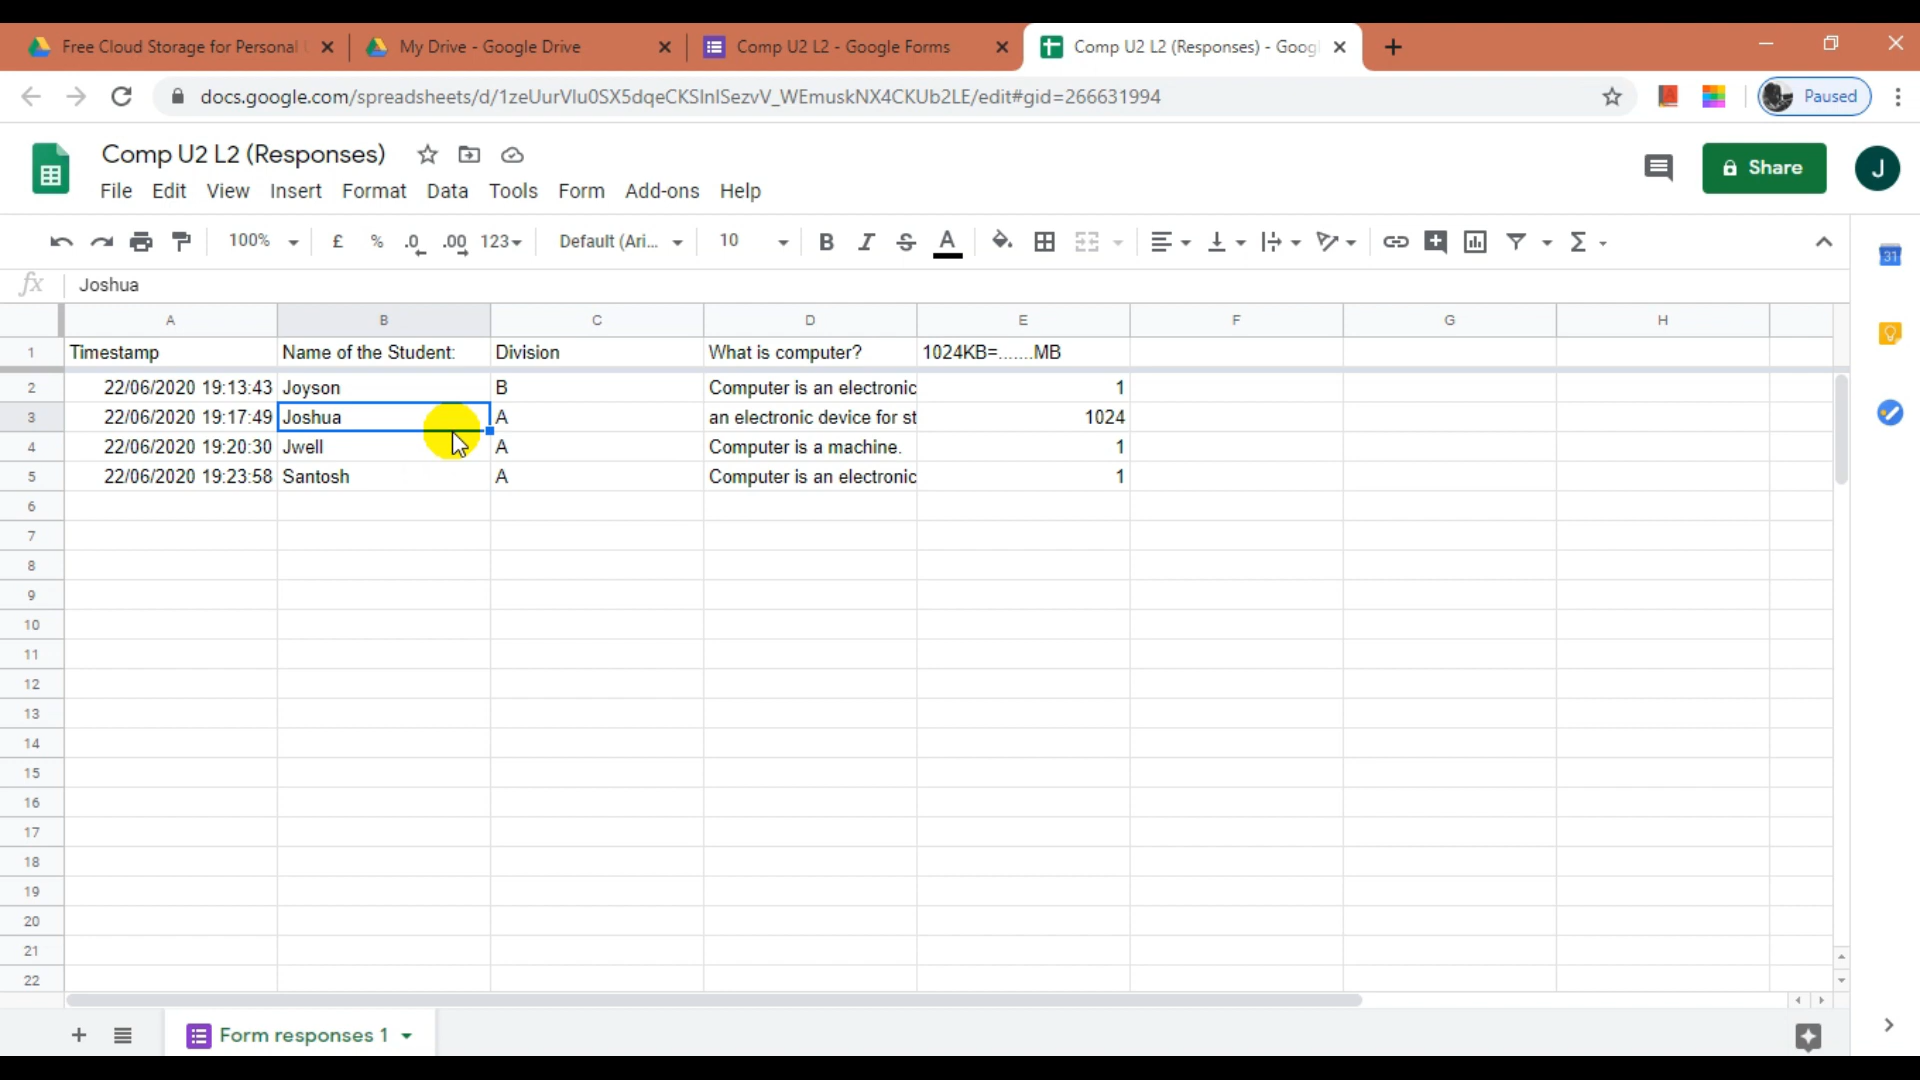 Free Cloud Storage for Personal
My Drive - Google Drive
Comp U2 L2 - Google Forms
Comp U2 L2 (Responses) - Goog
docs.google.com/spreadsheets/d/1zeUurVlu0SX5dqeCKSlnlSezvV_WEmuskNX4CKUb2LE/edit#gid=266631994
Paused
Comp U2 L2 (Responses)
Share
J
File Edit View Insert Format Data Tools Form Add-ons Help
100% £ % .0 .00 123 Default (Ari... 10 B I S A Σ
31
fx Joshua
A B C D E F G H
1 Timestamp Name of the Student: Division What is computer? 1024KB=.......MB
2 22/06/2020 19:13:43 Joyson B Computer is an electronic 1
3 22/06/2020 19:17:49 Joshua A an electronic device for st 1024
4 22/06/2020 19:20:30 Jwell A Computer is a machine. 1
5 22/06/2020 19:23:58 Santosh A Computer is an electronic 1
6
7
8
9
10
11
12
13
14
15
16
17
18
19
20
21
22
Form responses 1